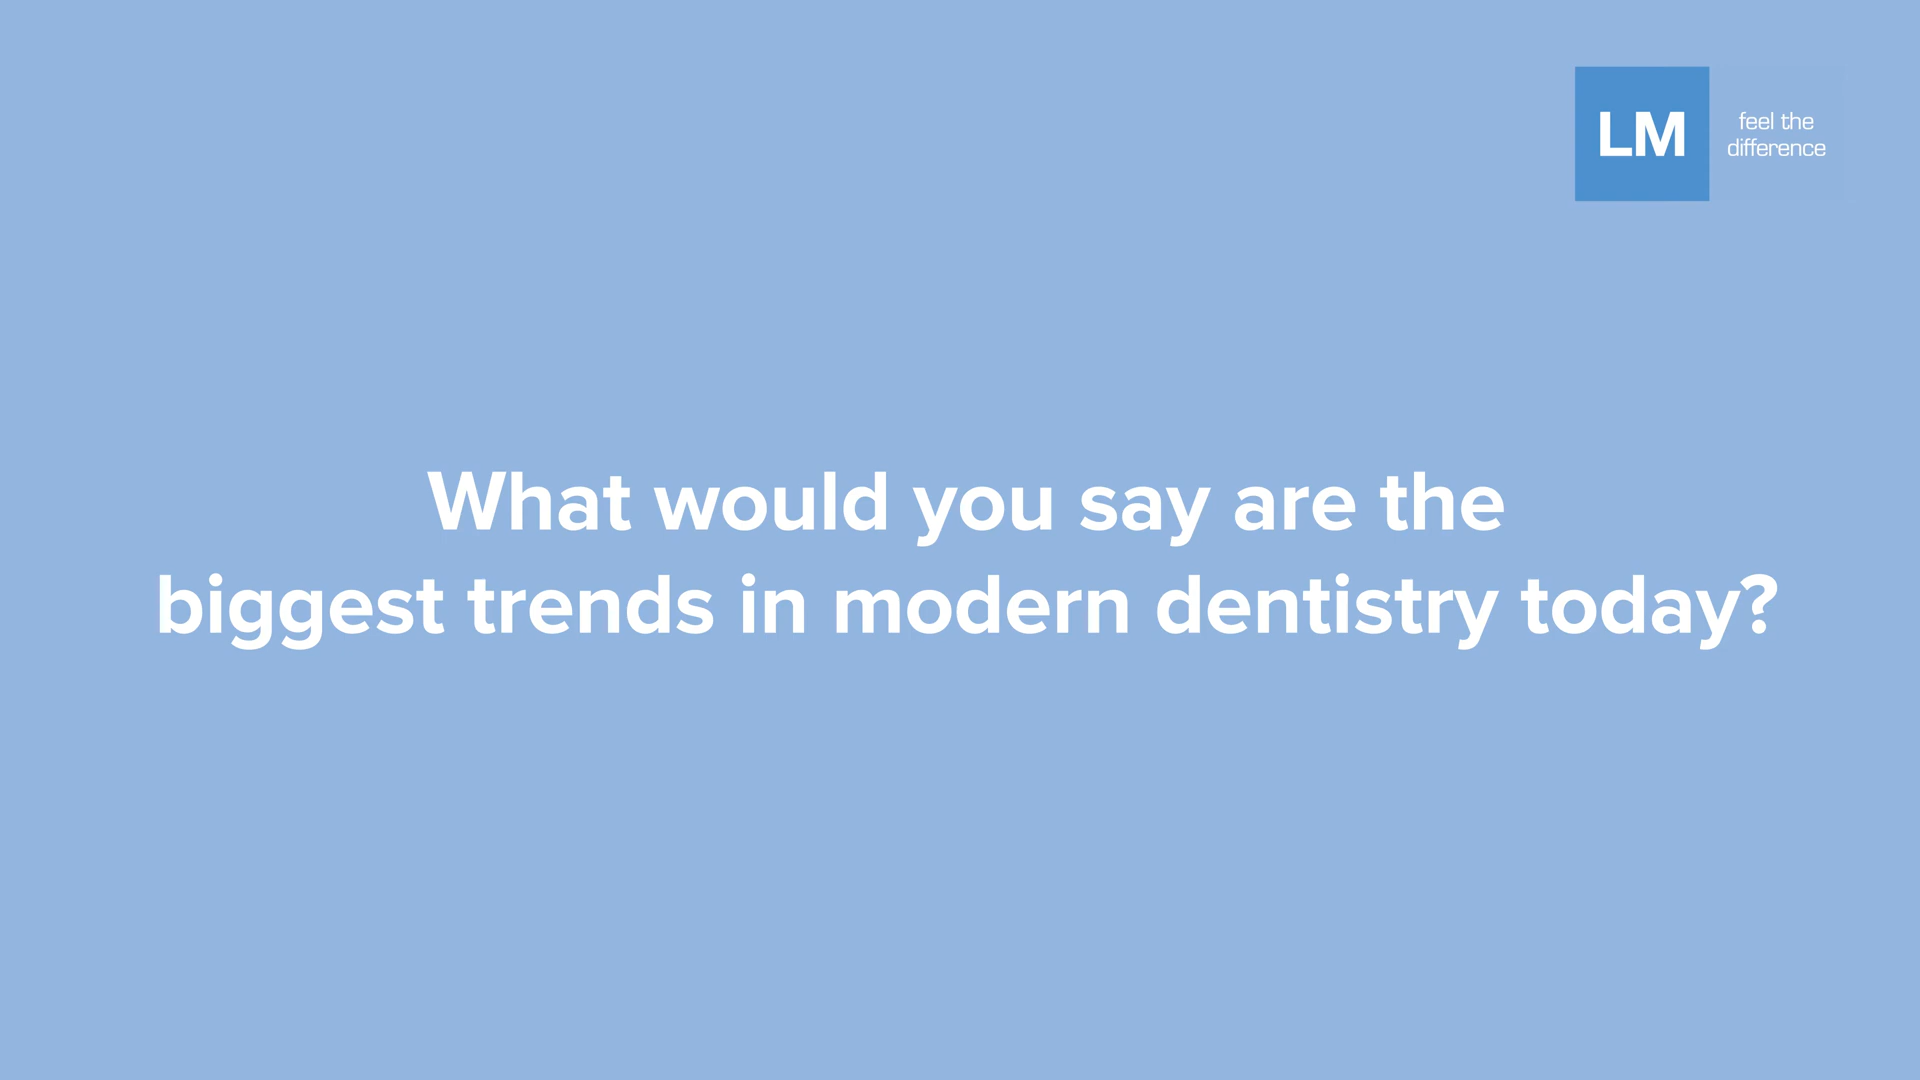 LM
feel the
difference
What would you say are the
biggest trends in modern dentistry today?